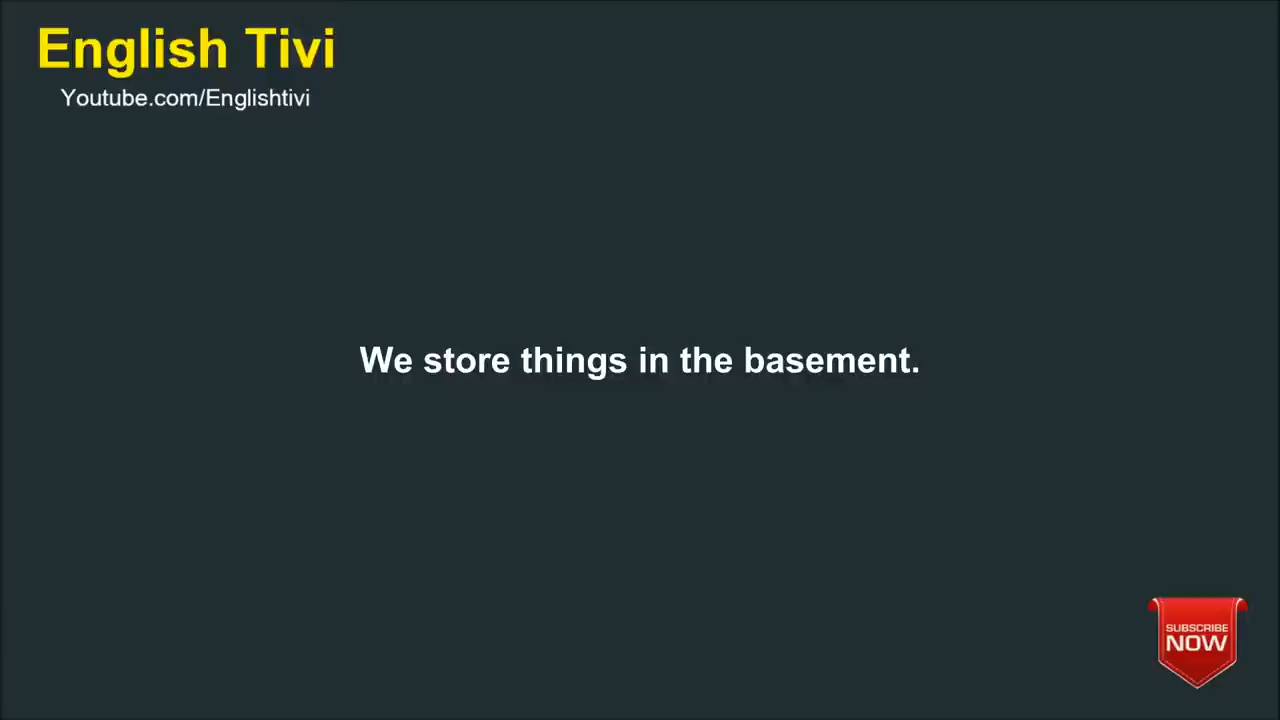 English Tivi
Youtube.com/Englishtivi
We store things in the basement.
SUBSCRIBE
NOW